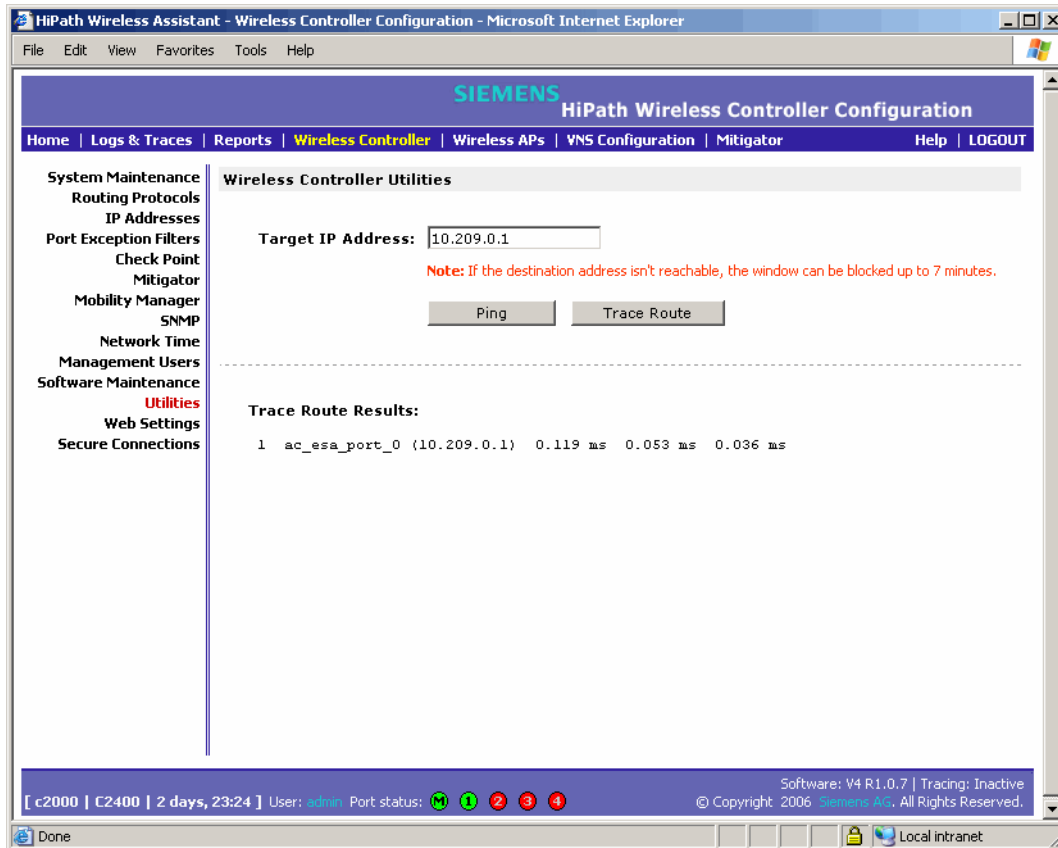 HiPath Wireless Assistant - Wireless Controller Configuration - Microsoft Internet Explorer
File Edit View Favorites Tools Help
SIEMENS
HiPath Wireless Controller Configuration
Home | Logs & Traces | Reports | Wireless Controller | Wireless APs | VNS Configuration | Mitigator Help | LOGOUT
System Maintenance
Routing Protocols
IP Addresses
Port Exception Filters
Check Point
Mitigator
Mobility Manager
SNMP
Network Time
Management Users
Software Maintenance
Utilities
Web Settings
Secure Connections
Wireless Controller Utilities
Target IP Address: 10.209.0.1
Note: If the destination address isn't reachable, the window can be blocked up to 7 minutes.
Ping Trace Route
Trace Route Results:
1 ac_esa_port_0 (10.209.0.1) 0.119 ms 0.053 ms 0.036 ms
Software: V4 R1.0.7 | Tracing: Inactive
[ c2000 | C2400 | 2 days, 23:24 ] User: admin Port status: M 1 2 3 4 © Copyright 2006 Siemens AG. All Rights Reserved.
Done Local intranet